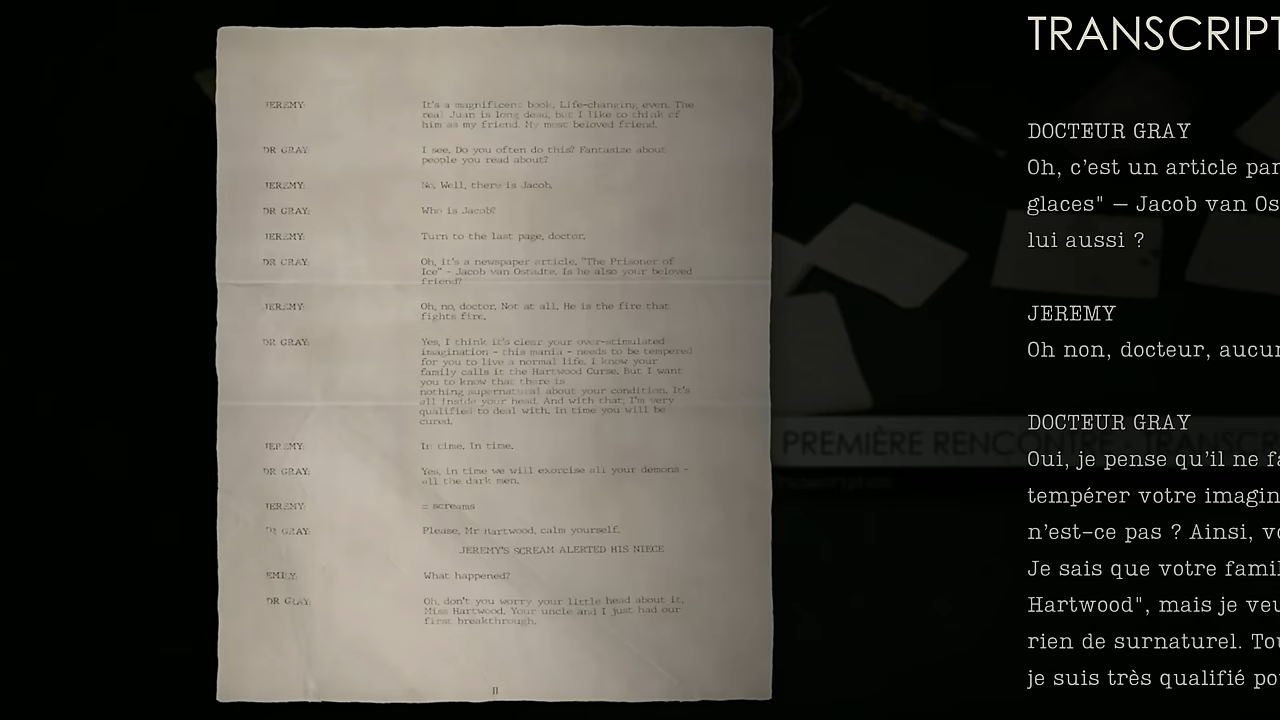 JEREMY: It's a magnificent book. Life-changing even. The
real Juan is long dead, but I like to think of
him as my friend. My most beloved friend.
DR GRAY: I see. Do you often do this? Fantasize about
people you read about?
JEREMY: No. Well, there is Jacob.
DR GRAY: Who is Jacob?
JEREMY: Turn to the last page, doctor.
DR GRAY: Oh, it's a newspaper article. "The Prisoner of
Ice" - Jacob van Ostadte. Is he also your beloved
friend?
JEREMY: Oh, no, doctor. Not at all. He is the fire that
fights fire.
DR GRAY: Yes, I think it's clear your over-stimulated
imagination - this mania - needs to be tempered
for you to live a normal life. I know your
family calls it the Hartwood Curse. But I want
you to know that there is
nothing supernatural about your condition. It's
all inside your head. And with that, I'm very
qualified to deal with. In time you will be
cured.
JEREMY: In time. In time.
DR GRAY: Yes, in time we will exorcise all your demons -
all the dark men.
JEREMY: = screams
DR GRAY: Please, Mr Hartwood, calm yourself.
JEREMY'S SCREAM ALERTED HIS NIECE
EMILY: What happened?
DR GRAY: Oh, don't you worry your little head about it,
Miss Hartwood. Your uncle and I just had our
first breakthrough.
II
TRANSCRIPT
DOCTEUR GRAY
Oh, c'est un article par
glaces" – Jacob van Os
lui aussi ?
JEREMY
Oh non, docteur, aucu
DOCTEUR GRAY
Oui, je pense qu'il ne fa
tempérer votre imagin
n'est-ce pas ? Ainsi, vo
Je sais que votre famil
Hartwood", mais je veu
rien de surnaturel. Tou
je suis très qualifié po
PREMIÈRE RENCONTRE - TRANSCR